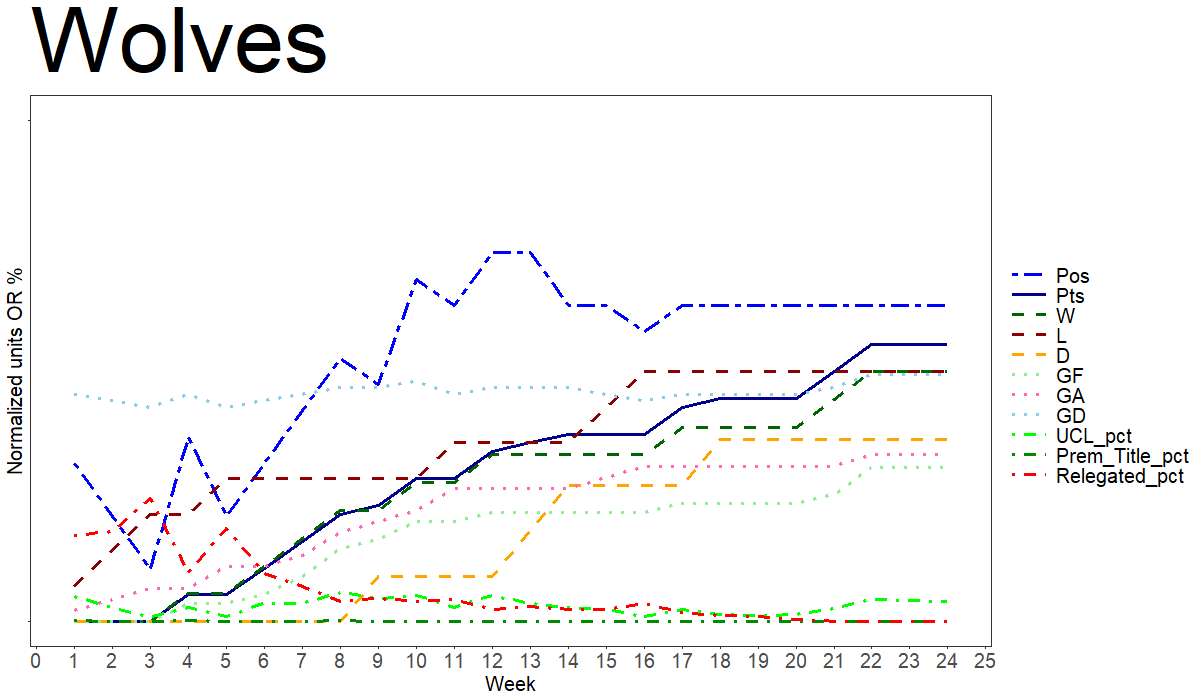 Wolves
Normalized units OR %
Pos
Pts
W
L
D
GF
GA
GD
UCL_pct
Prem_Title_pct
Relegated_pct
0 1 2 3 4 5 6 7 8 9 10 11 12 13 14 15 16 17 18 19 20 21 22 23 24 25
Week